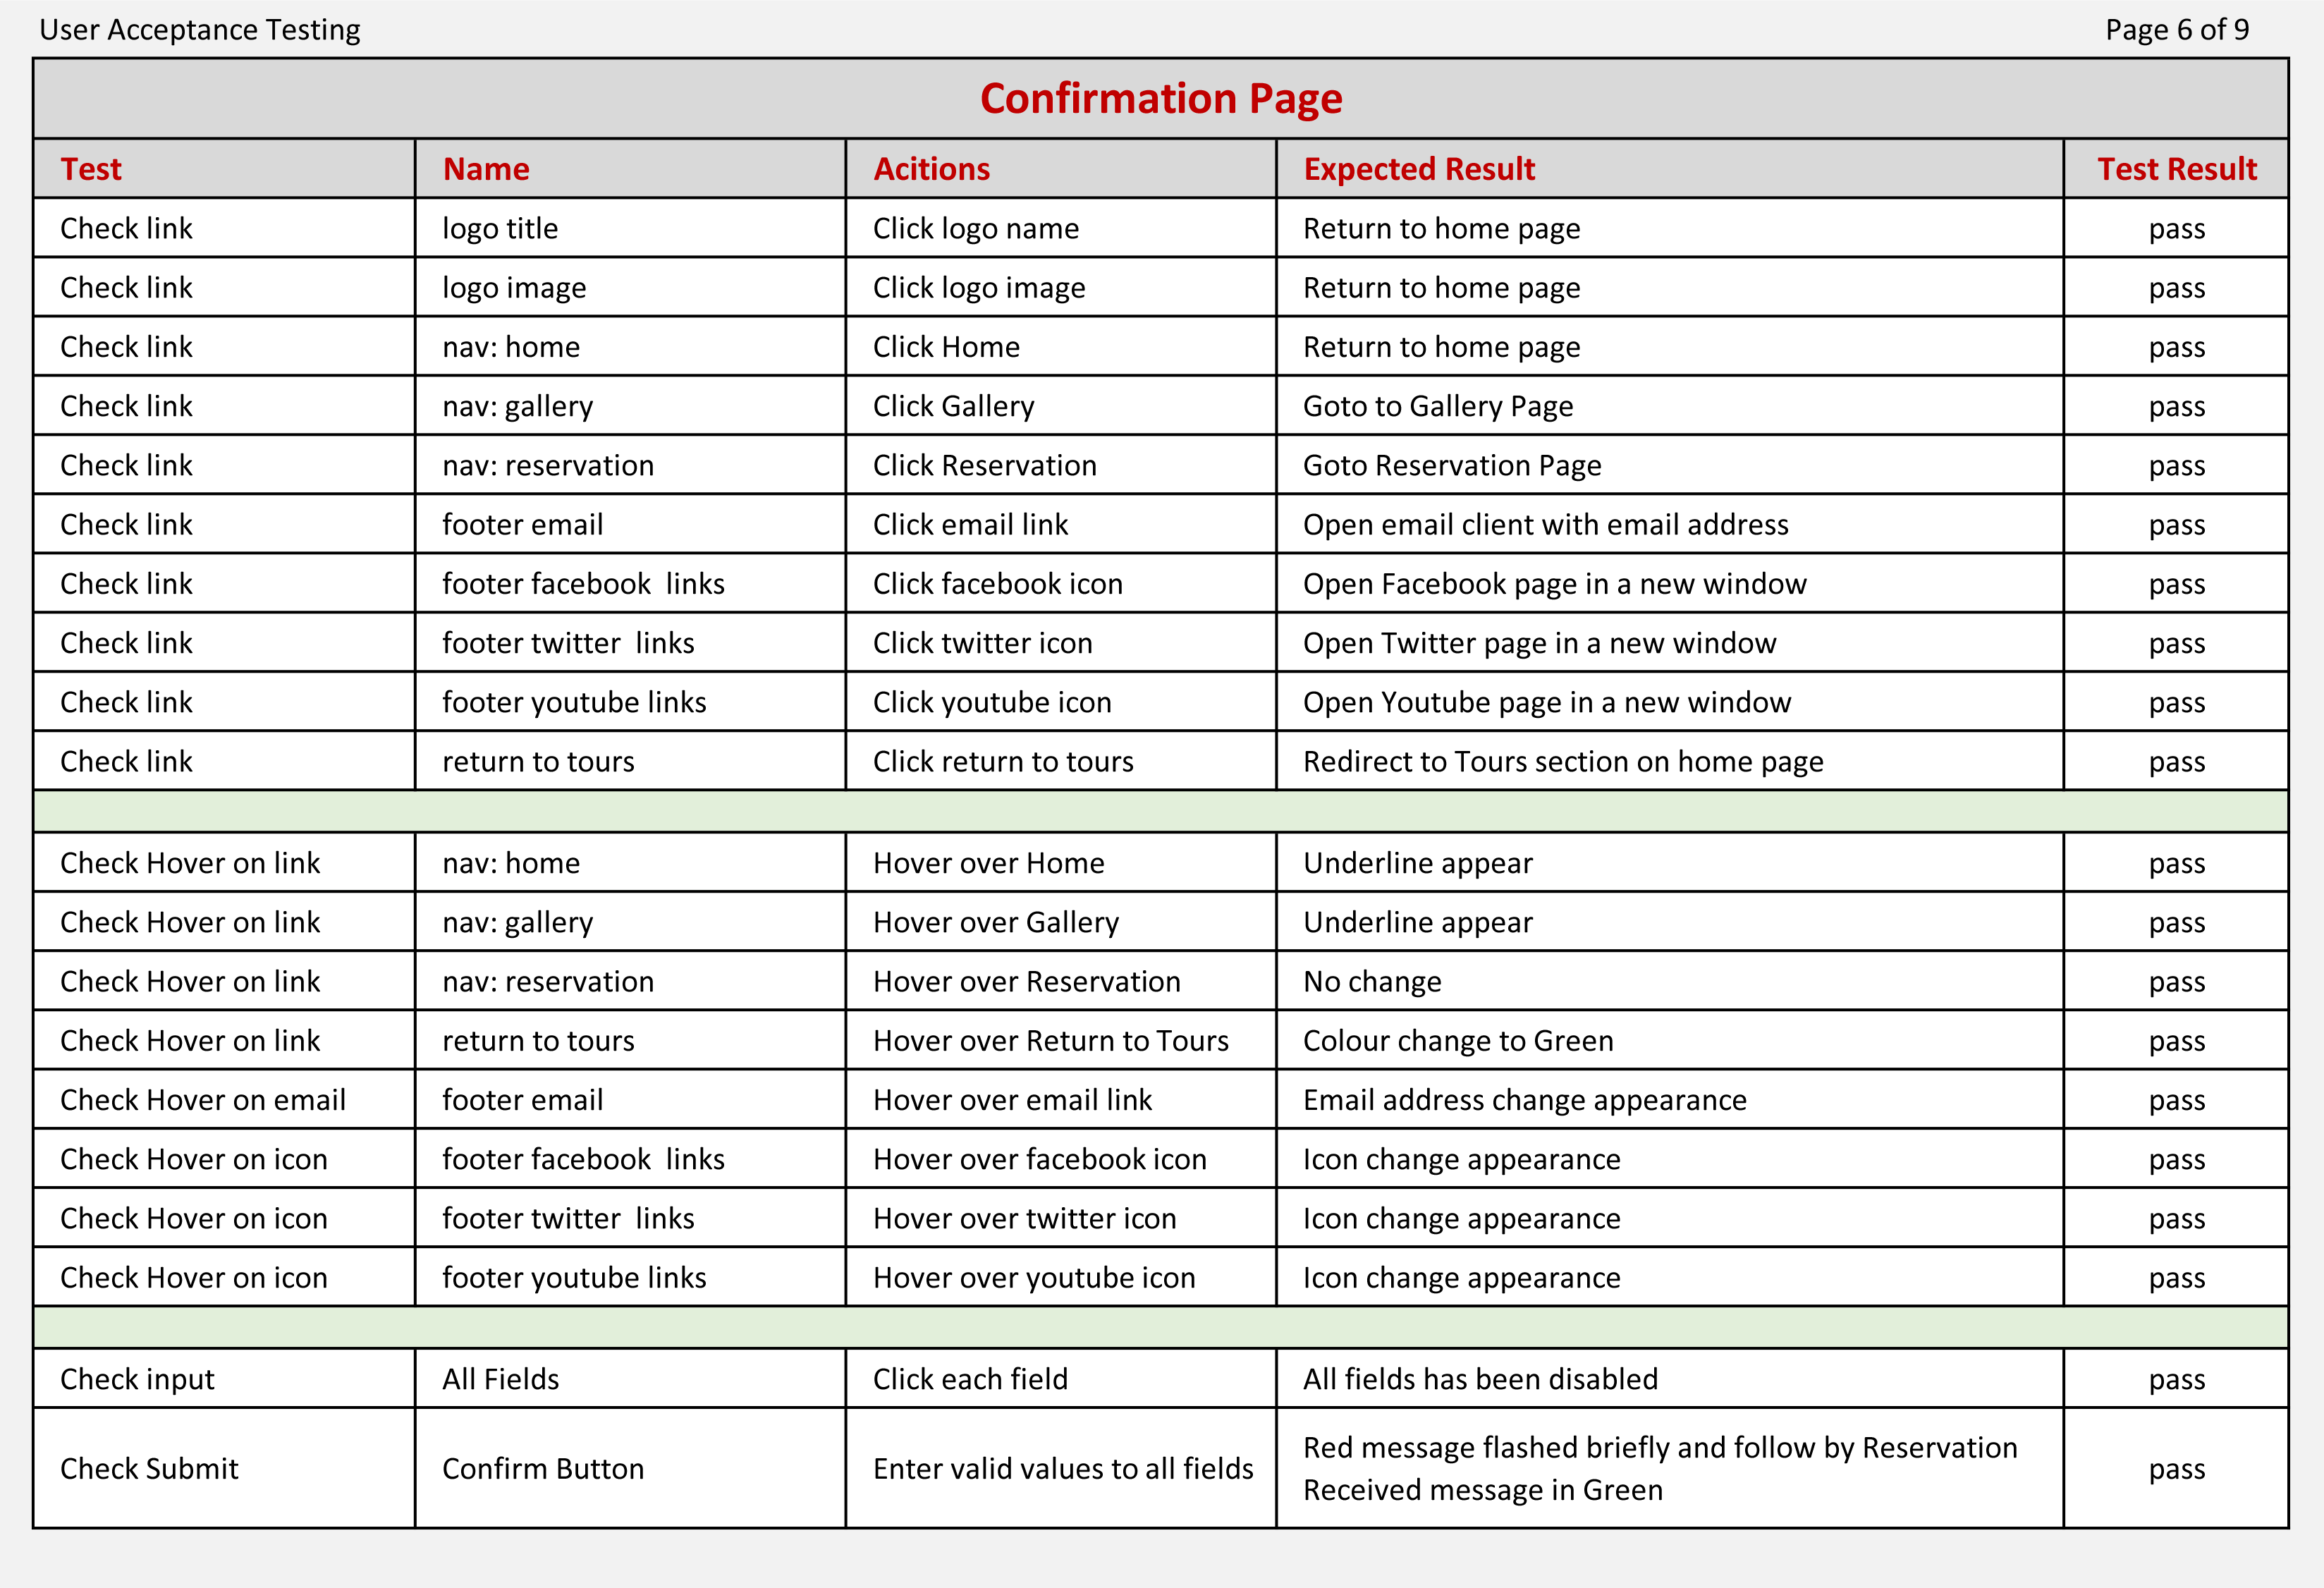 User Acceptance Testing Page 6 of 9
Confirmation Page
Test Name Acitions Expected Result Test Result
Check link logo title Click logo name Return to home page pass
Check link logo image Click logo image Return to home page pass
Check link nav: home Click Home Return to home page pass
Check link nav: gallery Click Gallery Goto to Gallery Page pass
Check link nav: reservation Click Reservation Goto Reservation Page pass
Check link footer email Click email link Open email client with email address pass
Check link footer facebook  links Click facebook icon Open Facebook page in a new window pass
Check link footer twitter  links Click twitter icon Open Twitter page in a new window pass
Check link footer youtube links Click youtube icon Open Youtube page in a new window pass
Check link return to tours Click return to tours Redirect to Tours section on home page pass
Check Hover on link nav: home Hover over Home Underline appear pass
Check Hover on link nav: gallery Hover over Gallery Underline appear pass
Check Hover on link nav: reservation Hover over Reservation No change pass
Check Hover on link return to tours Hover over Return to Tours Colour change to Green pass
Check Hover on email footer email Hover over email link Email address change appearance pass
Check Hover on icon footer facebook  links Hover over facebook icon Icon change appearance pass
Check Hover on icon footer twitter  links Hover over twitter icon Icon change appearance pass
Check Hover on icon footer youtube links Hover over youtube icon Icon change appearance pass
Check input All Fields Click each field All fields has been disabled pass
Check Submit Confirm Button Enter valid values to all fields Red message flashed briefly and follow by Reservation
Received message in Green pass